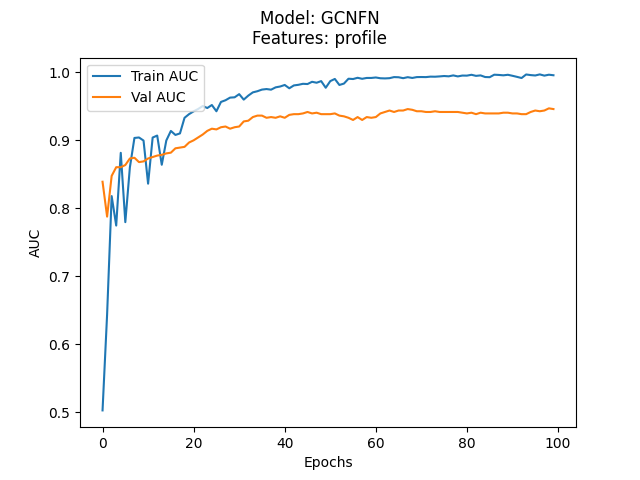 Model: GCNFN
Features: profile
Train AUC
Val AUC
1.0
0.9
0.8
0.7
0.6
0.5
AUC
0 20 40 60 80 100
Epochs